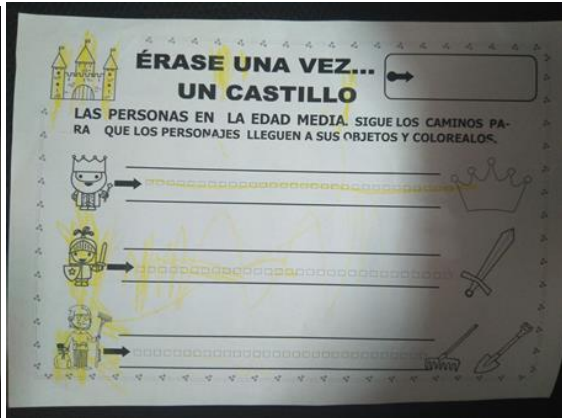 ÉRASE UNA VEZ...
UN CASTILLO
LAS PERSONAS EN LA EDAD MEDIA. SIGUE LOS CAMINOS PA-
RA QUE LOS PERSONAJES LLEGUEN A SUS OBJETOS Y COLOREALOS.